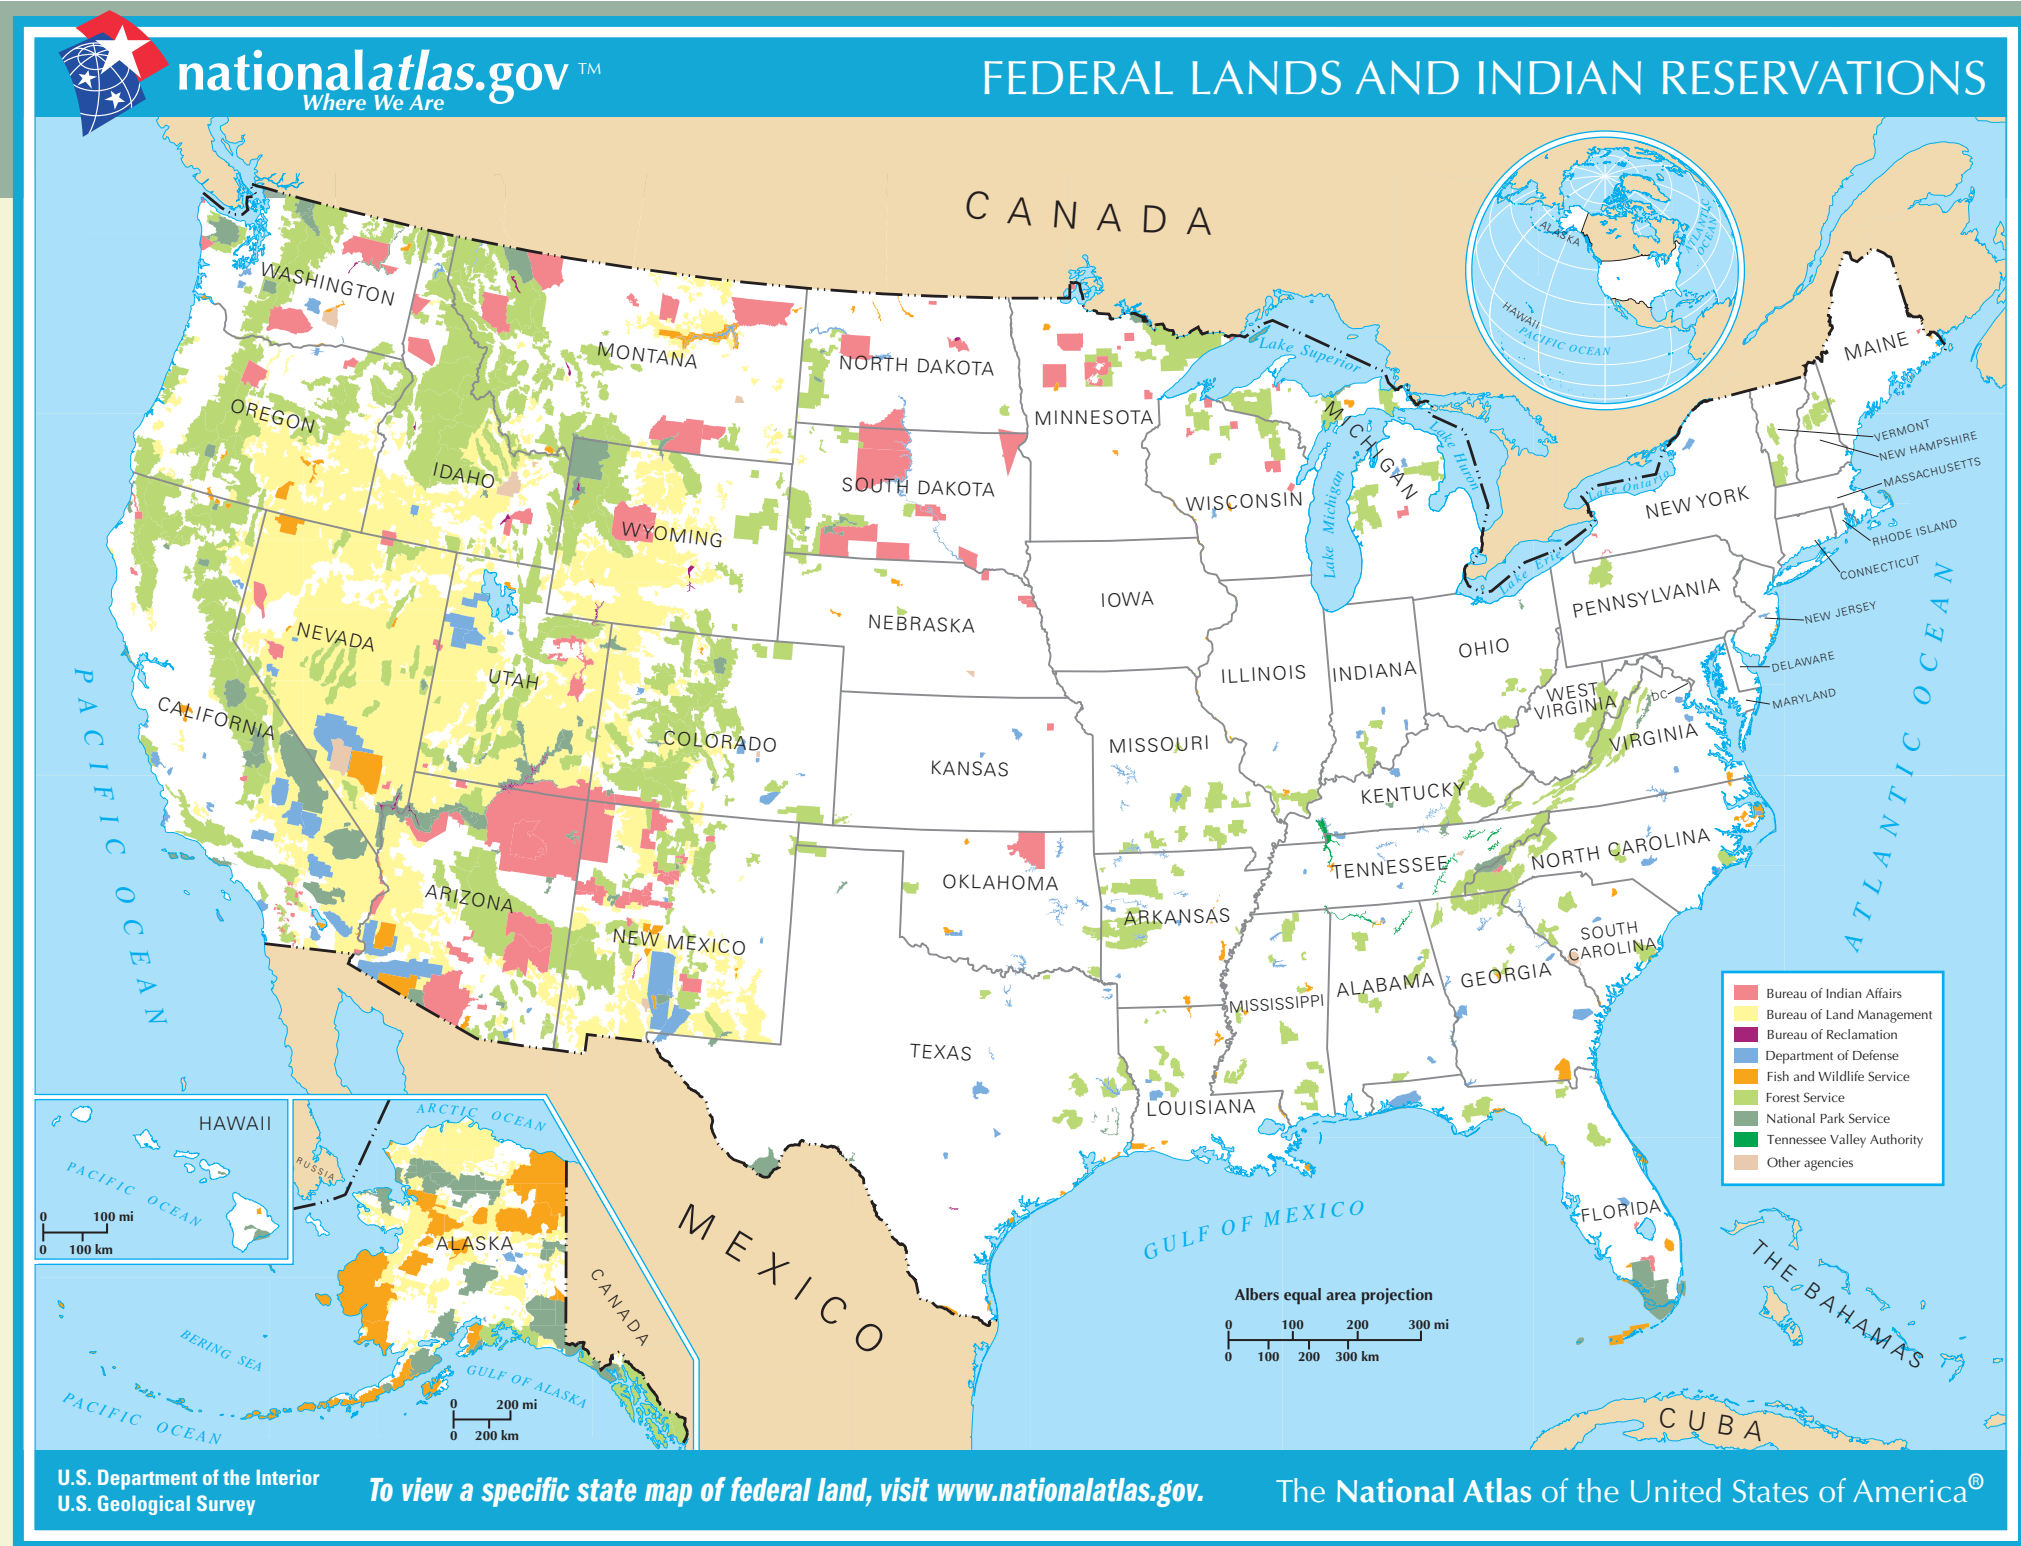 nationalatlas.gov ™
Where We Are
FEDERAL LANDS AND INDIAN RESERVATIONS
CANADA
ALASKA
HAWAII
PACIFIC OCEAN
ATLANTIC OCEAN
WASHINGTON
OREGON
IDAHO
MONTANA
NORTH DAKOTA
SOUTH DAKOTA
MINNESOTA
WISCONSIN
MICHIGAN
Lake Superior
Lake Michigan
Lake Huron
Lake Ontario
Lake Erie
MAINE
VERMONT
NEW HAMPSHIRE
MASSACHUSETTS
RHODE ISLAND
CONNECTICUT
NEW YORK
NEW JERSEY
PENNSYLVANIA
DELAWARE
MARYLAND
DC
WYOMING
NEBRASKA
IOWA
ILLINOIS
INDIANA
OHIO
WEST
VIRGINIA
VIRGINIA
NEVADA
UTAH
CALIFORNIA
COLORADO
KANSAS
MISSOURI
KENTUCKY
TENNESSEE
NORTH CAROLINA
SOUTH
CAROLINA
ARIZONA
NEW MEXICO
OKLAHOMA
ARKANSAS
MISSISSIPPI
ALABAMA
GEORGIA
TEXAS
LOUISIANA
FLORIDA
PACIFIC OCEAN
ATLANTIC OCEAN
GULF OF MEXICO
MEXICO
THE BAHAMAS
CUBA
Bureau of Indian Affairs
Bureau of Land Management
Bureau of Reclamation
Department of Defense
Fish and Wildlife Service
Forest Service
National Park Service
Tennessee Valley Authority
Other agencies
HAWAII
PACIFIC OCEAN
0 100 mi
0 100 km
ARCTIC OCEAN
RUSSIA
ALASKA
CANADA
BERING SEA
GULF OF ALASKA
PACIFIC OCEAN
0 200 mi
0 200 km
Albers equal area projection
0 100 200 300 mi
0 100 200 300 km
U.S. Department of the Interior
U.S. Geological Survey
To view a specific state map of federal land, visit www.nationalatlas.gov.
The National Atlas of the United States of America®